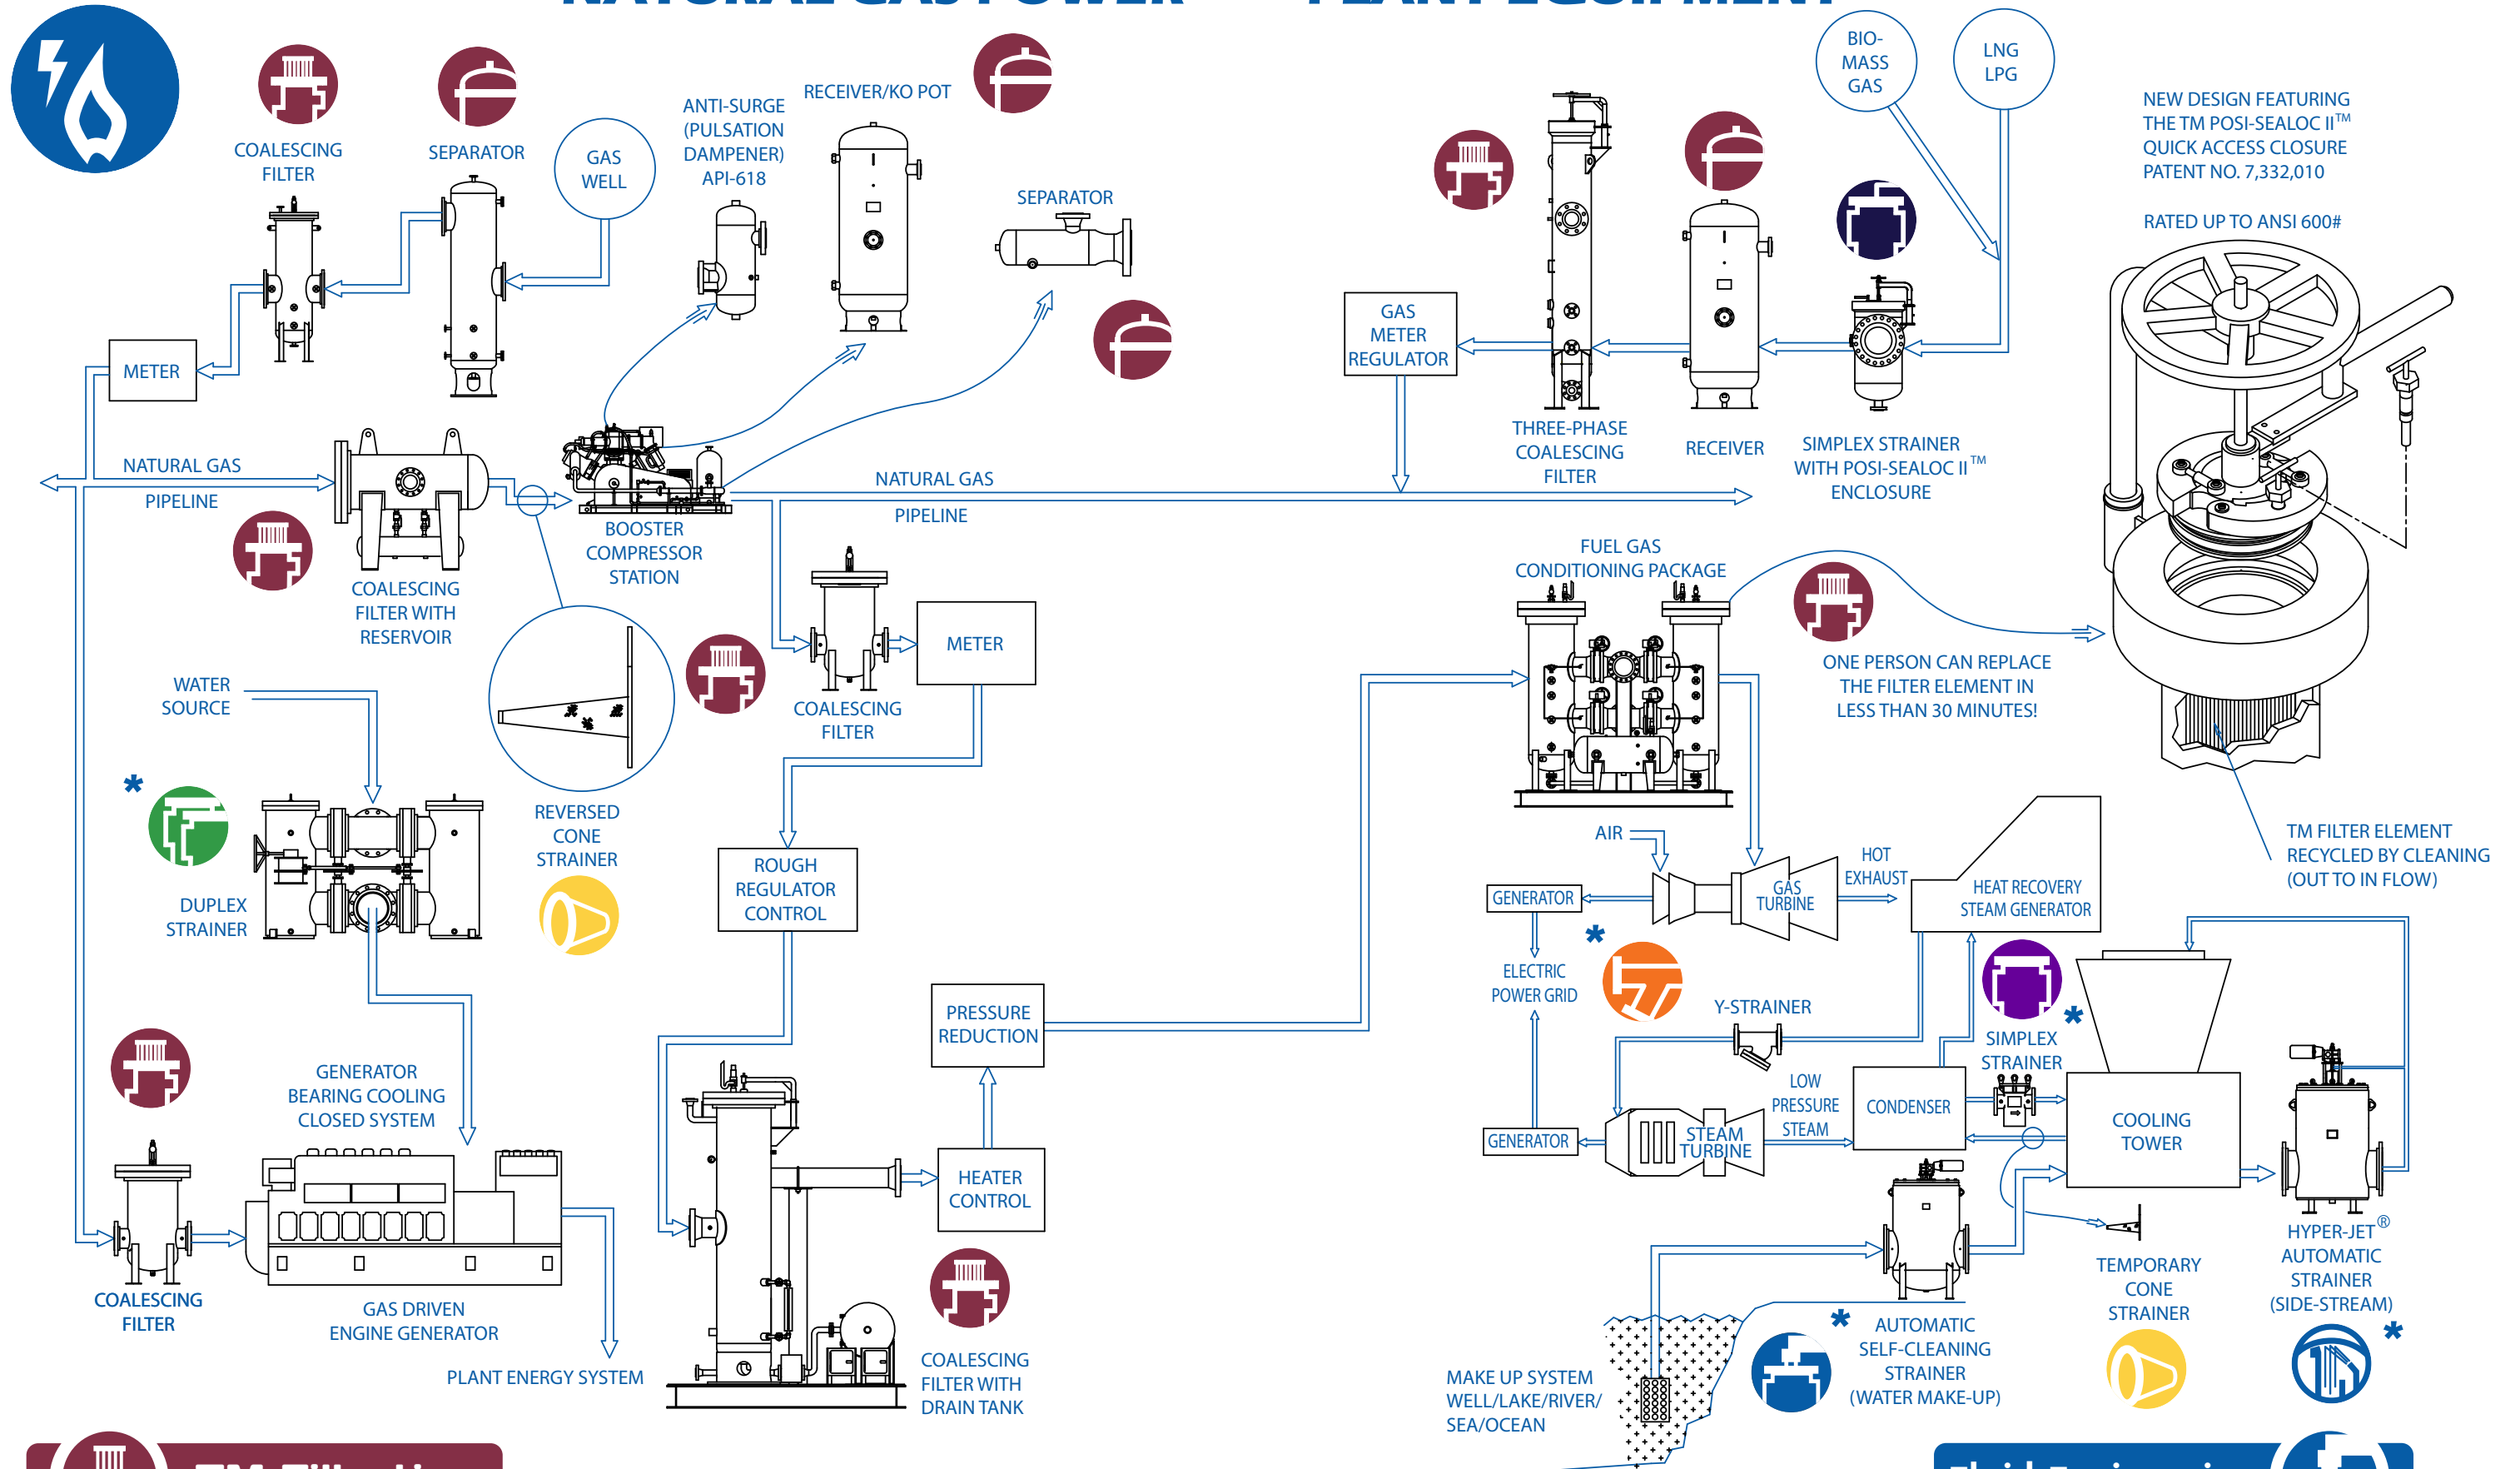 NATURAL GAS POWER PLANT EQUIPMENT
COALESCING
FILTER
SEPARATOR
GAS
WELL
ANTI-SURGE
(PULSATION
DAMPENER)
API-618
RECEIVER/KO POT
SEPARATOR
BIO-
MASS
GAS
LNG
LPG
NEW DESIGN FEATURING
THE TM POSI-SEALOC II™
QUICK ACCESS CLOSURE
PATENT NO. 7,332,010
RATED UP TO ANSI 600#
METER
GAS
METER
REGULATOR
THREE-PHASE
COALESCING
FILTER
RECEIVER
SIMPLEX STRAINER
WITH POSI-SEALOC II™
ENCLOSURE
NATURAL GAS
PIPELINE
COALESCING
FILTER WITH
RESERVOIR
BOOSTER
COMPRESSOR
STATION
NATURAL GAS
PIPELINE
FUEL GAS
CONDITIONING PACKAGE
ONE PERSON CAN REPLACE
THE FILTER ELEMENT IN
LESS THAN 30 MINUTES!
COALESCING
FILTER
METER
WATER
SOURCE
*
DUPLEX
STRAINER
REVERSED
CONE
STRAINER
ROUGH
REGULATOR
CONTROL
TM FILTER ELEMENT
RECYCLED BY CLEANING
(OUT TO IN FLOW)
AIR
GENERATOR
GAS
TURBINE
HOT
EXHAUST
HEAT RECOVERY
STEAM GENERATOR
*
ELECTRIC
POWER GRID
Y-STRAINER
SIMPLEX
STRAINER
*
PRESSURE
REDUCTION
GENERATOR
BEARING COOLING
CLOSED SYSTEM
GENERATOR
STEAM
TURBINE
LOW
PRESSURE
STEAM
CONDENSER
COOLING
TOWER
HEATER
CONTROL
COALESCING
FILTER
GAS DRIVEN
ENGINE GENERATOR
PLANT ENERGY SYSTEM
COALESCING
FILTER WITH
DRAIN TANK
MAKE UP SYSTEM
WELL/LAKE/RIVER/
SEA/OCEAN
*
AUTOMATIC
SELF-CLEANING
STRAINER
(WATER MAKE-UP)
TEMPORARY
CONE
STRAINER
HYPER-JET®
AUTOMATIC
STRAINER
(SIDE-STREAM)
*